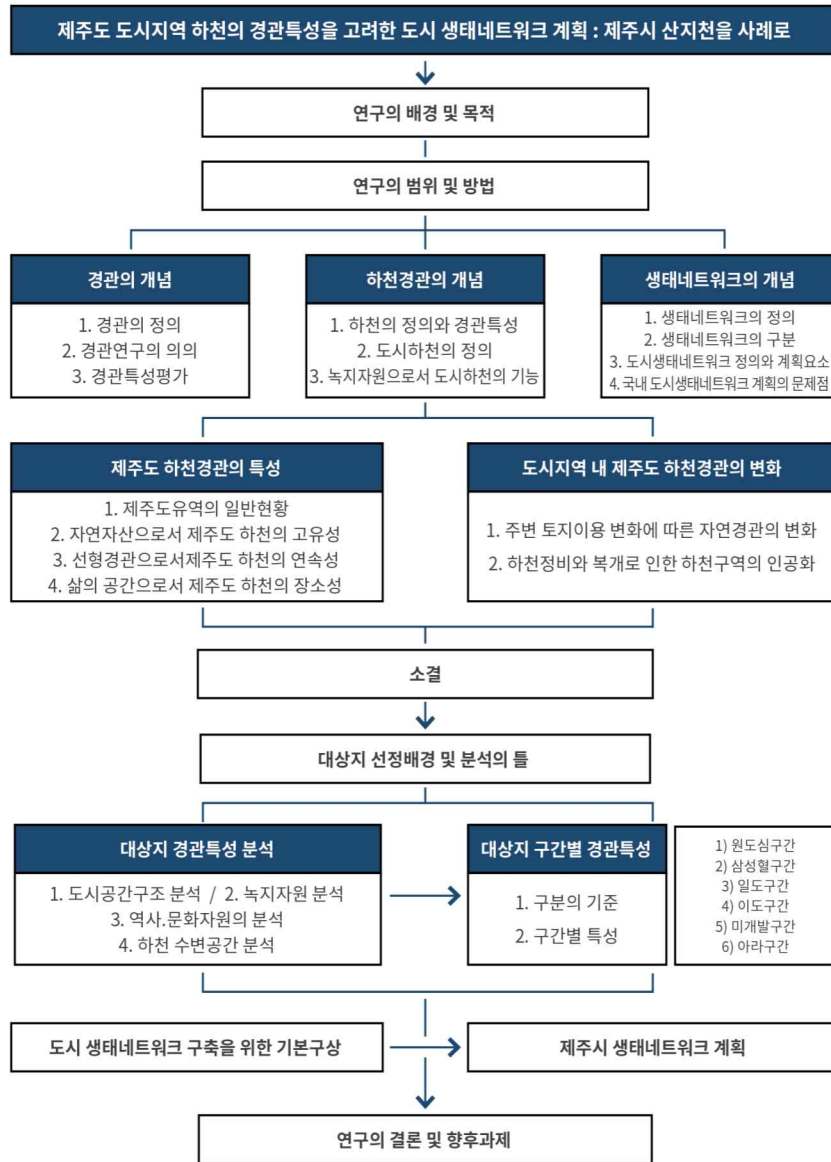 제주도 도시지역 하천의 경관특성을 고려한 도시 생태네트워크 계획 : 제주시 산지천을 사례로
연구의 배경 및 목적
연구의 범위 및 방법
경관의 개념
1. 경관의 정의
2. 경관연구의 의의
3. 경관특성평가
하천경관의 개념
1. 하천의 정의와 경관특성
2. 도시하천의 정의
3. 녹지자원으로서 도시하천의 기능
생태네트워크의 개념
1. 생태네트워크의 정의
2. 생태네트워크의 구분
3. 도시생태네트워크 정의와 계획요소
4. 국내 도시생태네트워크 계획의 문제점
제주도 하천경관의 특성
1. 제주도유역의 일반현황
2. 자연자산으로서 제주도 하천의 고유성
3. 선형경관으로서제주도 하천의 연속성
4. 삶의 공간으로서 제주도 하천의 장소성
도시지역 내 제주도 하천경관의 변화
1. 주변 토지이용 변화에 따른 자연경관의 변화
2. 하천정비와 복개로 인한 하천구역의 인공화
소결
대상지 선정배경 및 분석의 틀
대상지 경관특성 분석
1. 도시공간구조 분석 / 2. 녹지자원 분석
3. 역사.문화자원의 분석
4. 하천 수변공간 분석
대상지 구간별 경관특성
1. 구분의 기준
2. 구간별 특성
1) 원도심구간
2) 삼성혈구간
3) 일도구간
4) 이도구간
5) 미개발구간
6) 아라구간
도시 생태네트워크 구축을 위한 기본구상
제주시 생태네트워크 계획
연구의 결론 및 향후과제